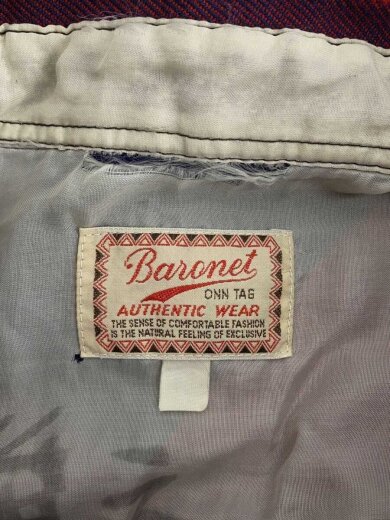 Baronet
ONN TAG
AUTHENTIC WEAR
THE SENSE OF COMFORTABLE FASHION
IS THE NATURAL FEELING OF EXCLUSIVE